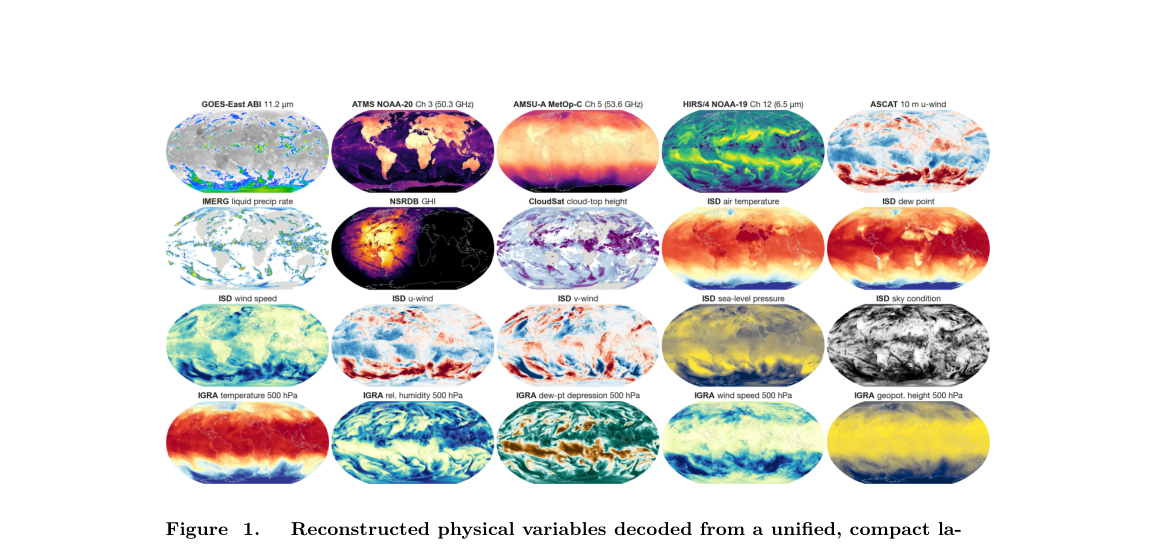 GOES-East ABI 11.2 µm
ATMS NOAA-20 Ch 3 (50.3 GHz)
AMSU-A MetOp-C Ch 5 (53.6 GHz)
HIRS/4 NOAA-19 Ch 12 (6.5 µm)
ASCAT 10 m u-wind
IMERG liquid precip rate
NSRDB GHI
CloudSat cloud-top height
ISD air temperature
ISD dew point
ISD wind speed
ISD u-wind
ISD v-wind
ISD sea-level pressure
ISD sky condition
IGRA temperature 500 hPa
IGRA rel. humidity 500 hPa
IGRA dew-pt depression 500 hPa
IGRA wind speed 500 hPa
IGRA geopot. height 500 hPa
Figure 1. Reconstructed physical variables decoded from a unified, compact la-